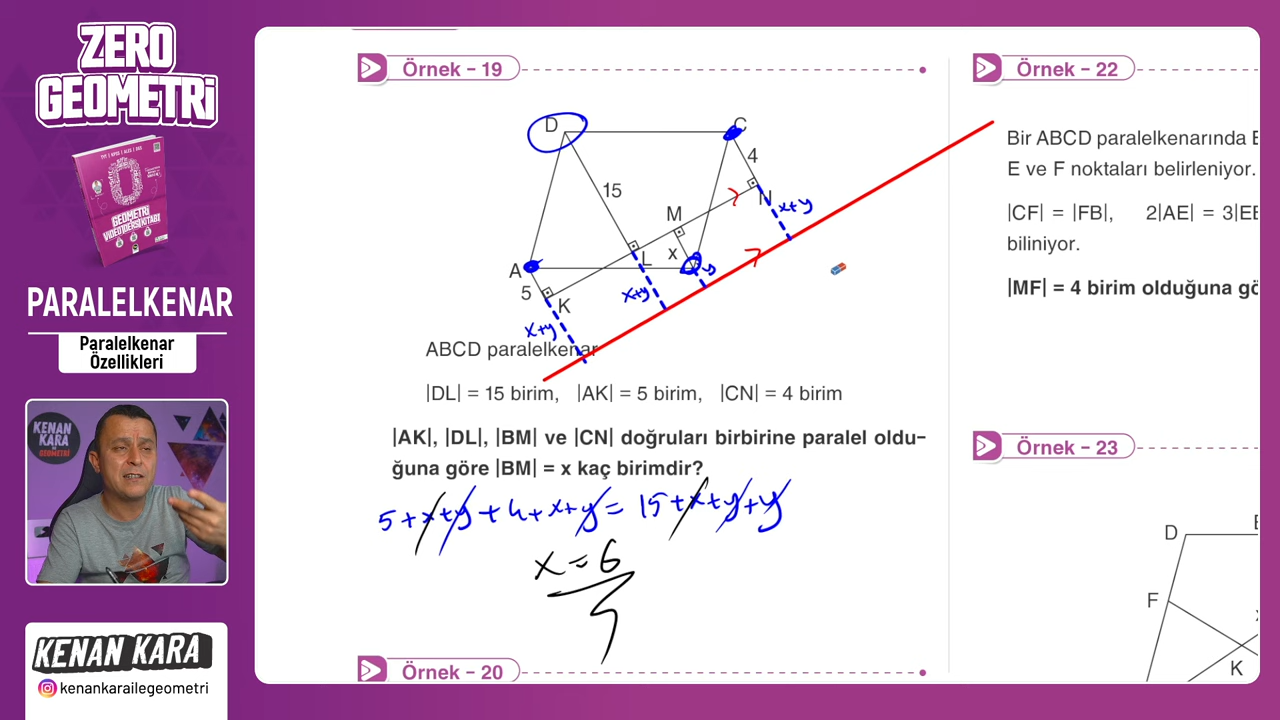 ZERO
GEOMETRİ
PARALELKENAR
Paralelkenar
Özellikleri
KENAN
KARA
KENAN KARA
kenankarailegeometri
Örnek - 19
D
C
15
4
M
N
x+y
A
L
x
y
5
K
x+y
x+y
ABCD paralelkenar
|DL| = 15 birim, |AK| = 5 birim, |CN| = 4 birim
|AK|, |DL|, |BM| ve |CN| doğruları birbirine paralel oldu-
ğuna göre |BM| = x kaç birimdir?
5+x+y+4+x+y=15+x+y+y
x=6
Örnek - 20
Örnek - 22
Bir ABCD paralelkenarında E
E ve F noktaları belirleniyor.
|CF| = |FB|, 2|AE| = 3|EE
biliniyor.
|MF| = 4 birim olduğuna gö
Örnek - 23
D
F
K